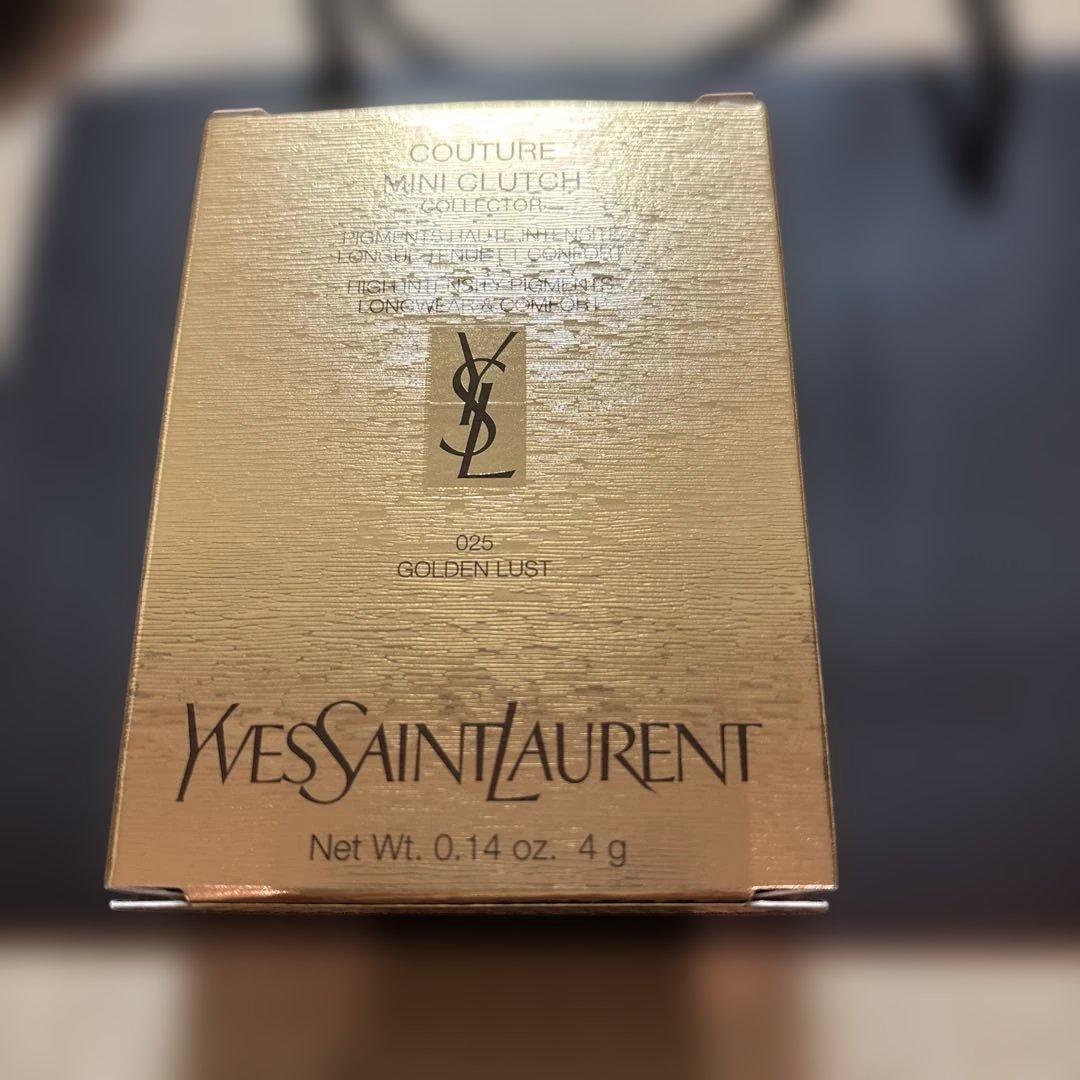 COUTURE
MINI CLUTCH
COLLECTOR
PIGMENTS HAUTE INTENSITÉ
LONGUE TENUE ET CONFORT
HIGH INTENSITY PIGMENTS
LONGWEAR & COMFORT
YSL
025
GOLDEN LUST
YVESSAINTLAURENT
Net Wt. 0.14 oz. 4 g